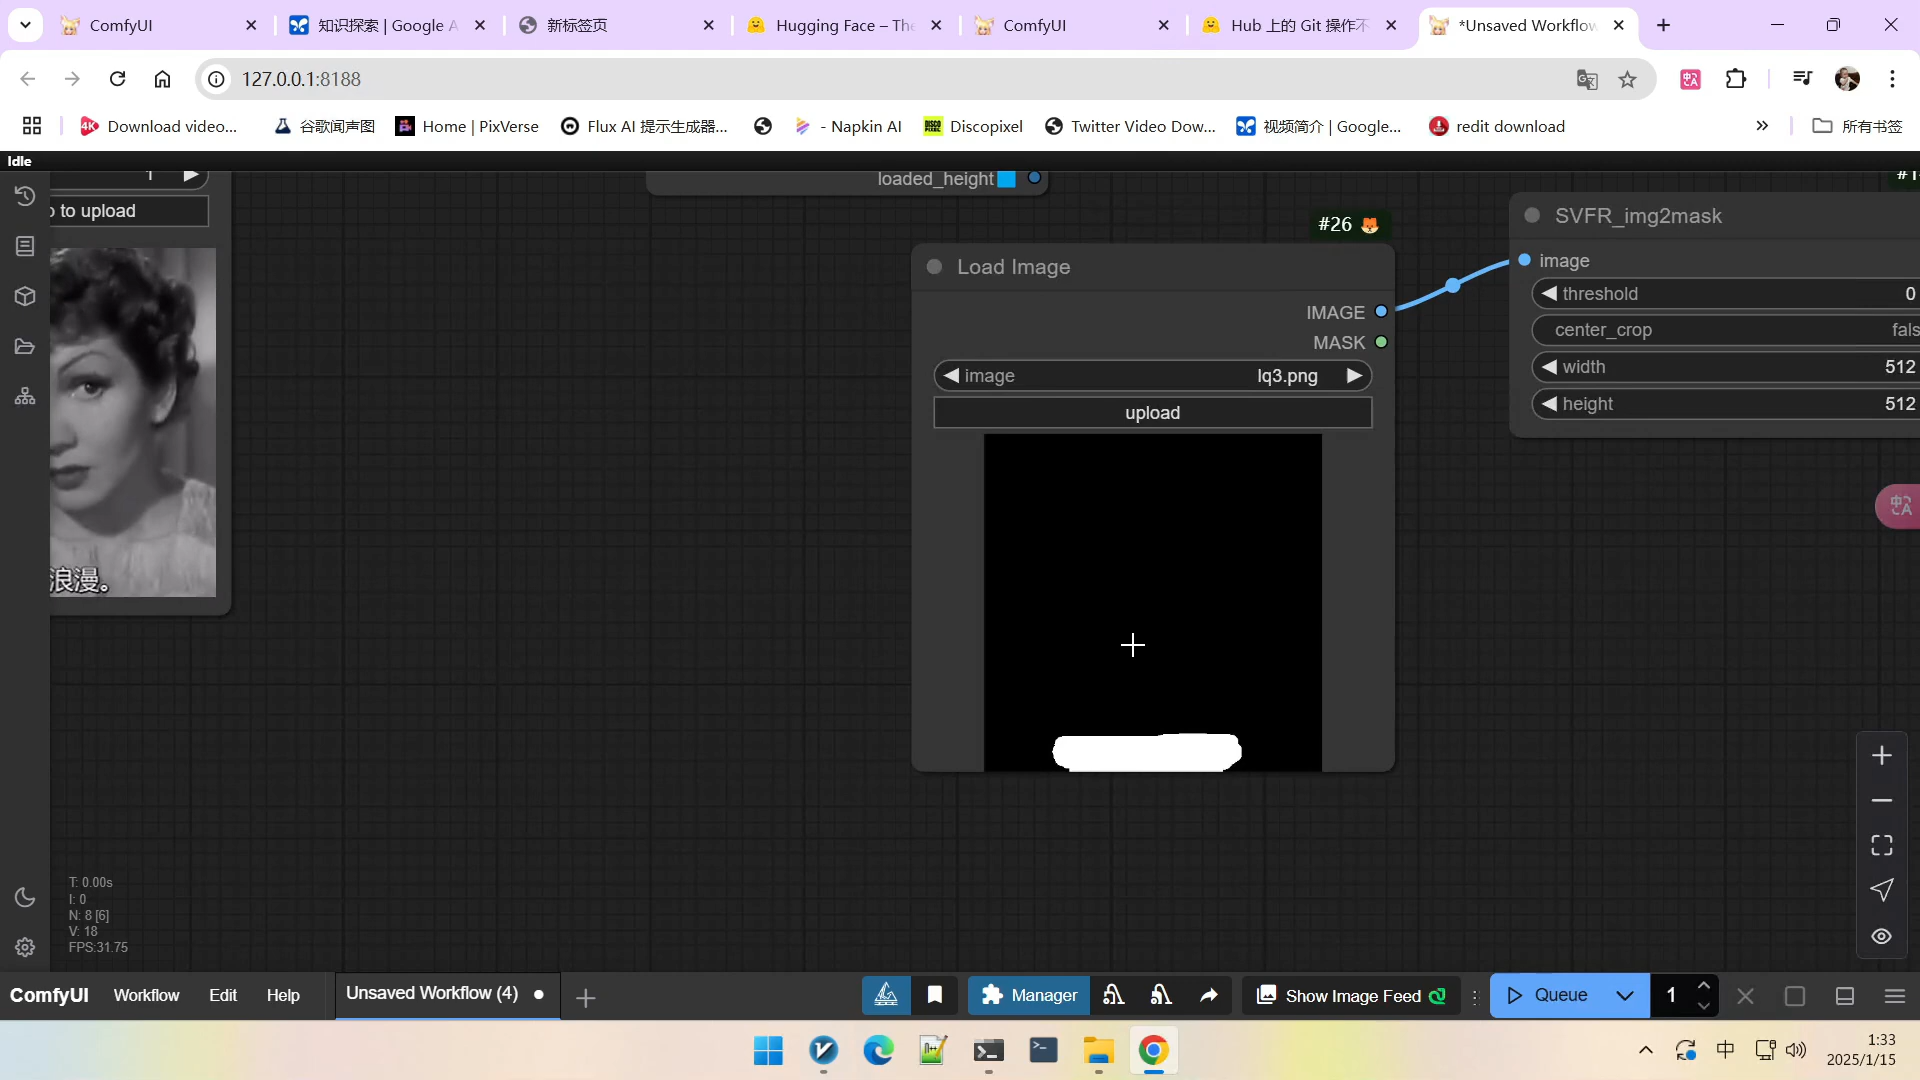 ComfyUI
知识探索 | Google A
新标签页
Hugging Face – The
ComfyUI
Hub 上的 Git 操作不
*Unsaved Workflow
127.0.0.1:8188
Download video...
谷歌闻声图
Home | PixVerse
Flux AI 提示生成器...
- Napkin AI
Discopixel
Twitter Video Dow...
视频简介 | Google...
redit download
所有书签
Idle
1
o to upload
浪漫。
loaded_height
#26
Load Image
IMAGE
MASK
image lq3.png
upload
#1
SVFR_img2mask
image
threshold 0
center_crop fals
width 512
height 512
T: 0.00s
I: 0
N: 8 [6]
V: 18
FPS:31.75
ComfyUI Workflow Edit Help
Unsaved Workflow (4)
Manager
Show Image Feed
Queue
1
中
1:33
2025/1/15